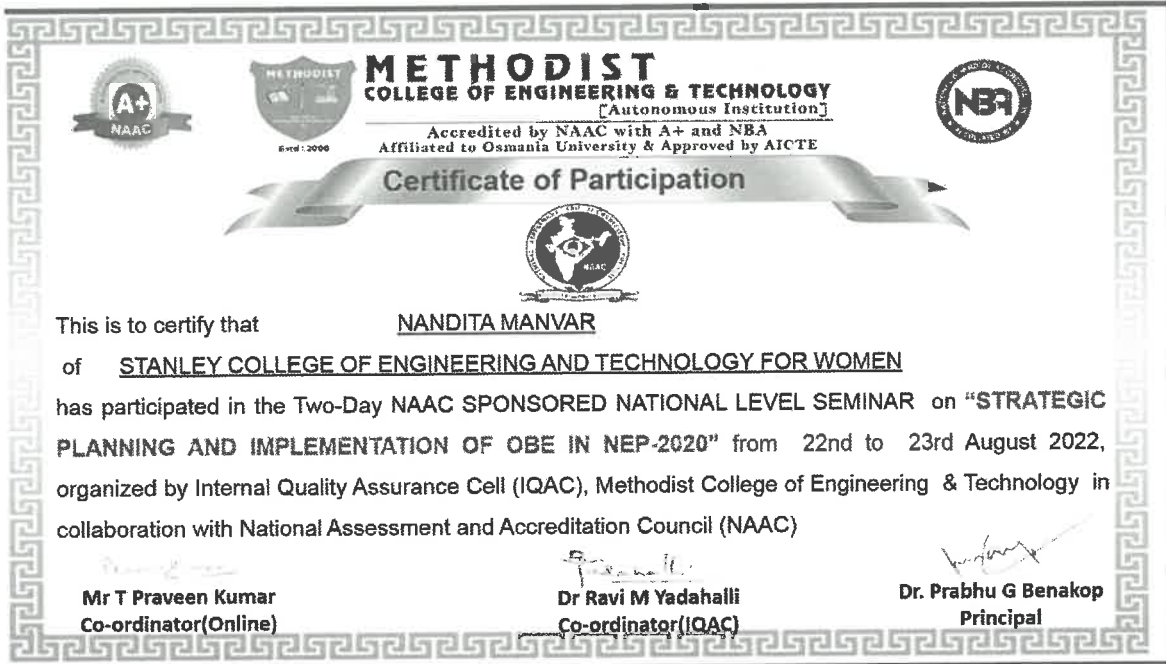 A+
NAAC
METHODIST
Estd : 2008
METHODIST
COLLEGE OF ENGINEERING & TECHNOLOGY
[Autonomous Institution]
Accredited by NAAC with A+ and NBA
Affiliated to Osmania University & Approved by AICTE
NBA
Certificate of Participation
NAAC
This is to certify that NANDITA MANVAR
of STANLEY COLLEGE OF ENGINEERING AND TECHNOLOGY FOR WOMEN
has participated in the Two-Day NAAC SPONSORED NATIONAL LEVEL SEMINAR on “STRATEGIC
PLANNING AND IMPLEMENTATION OF OBE IN NEP-2020” from 22nd to 23rd August 2022,
organized by Internal Quality Assurance Cell (IQAC), Methodist College of Engineering & Technology in
collaboration with National Assessment and Accreditation Council (NAAC)
Mr T Praveen Kumar
Co-ordinator(Online)
Dr Ravi M Yadahalli
Co-ordinator(IQAC)
Dr. Prabhu G Benakop
Principal